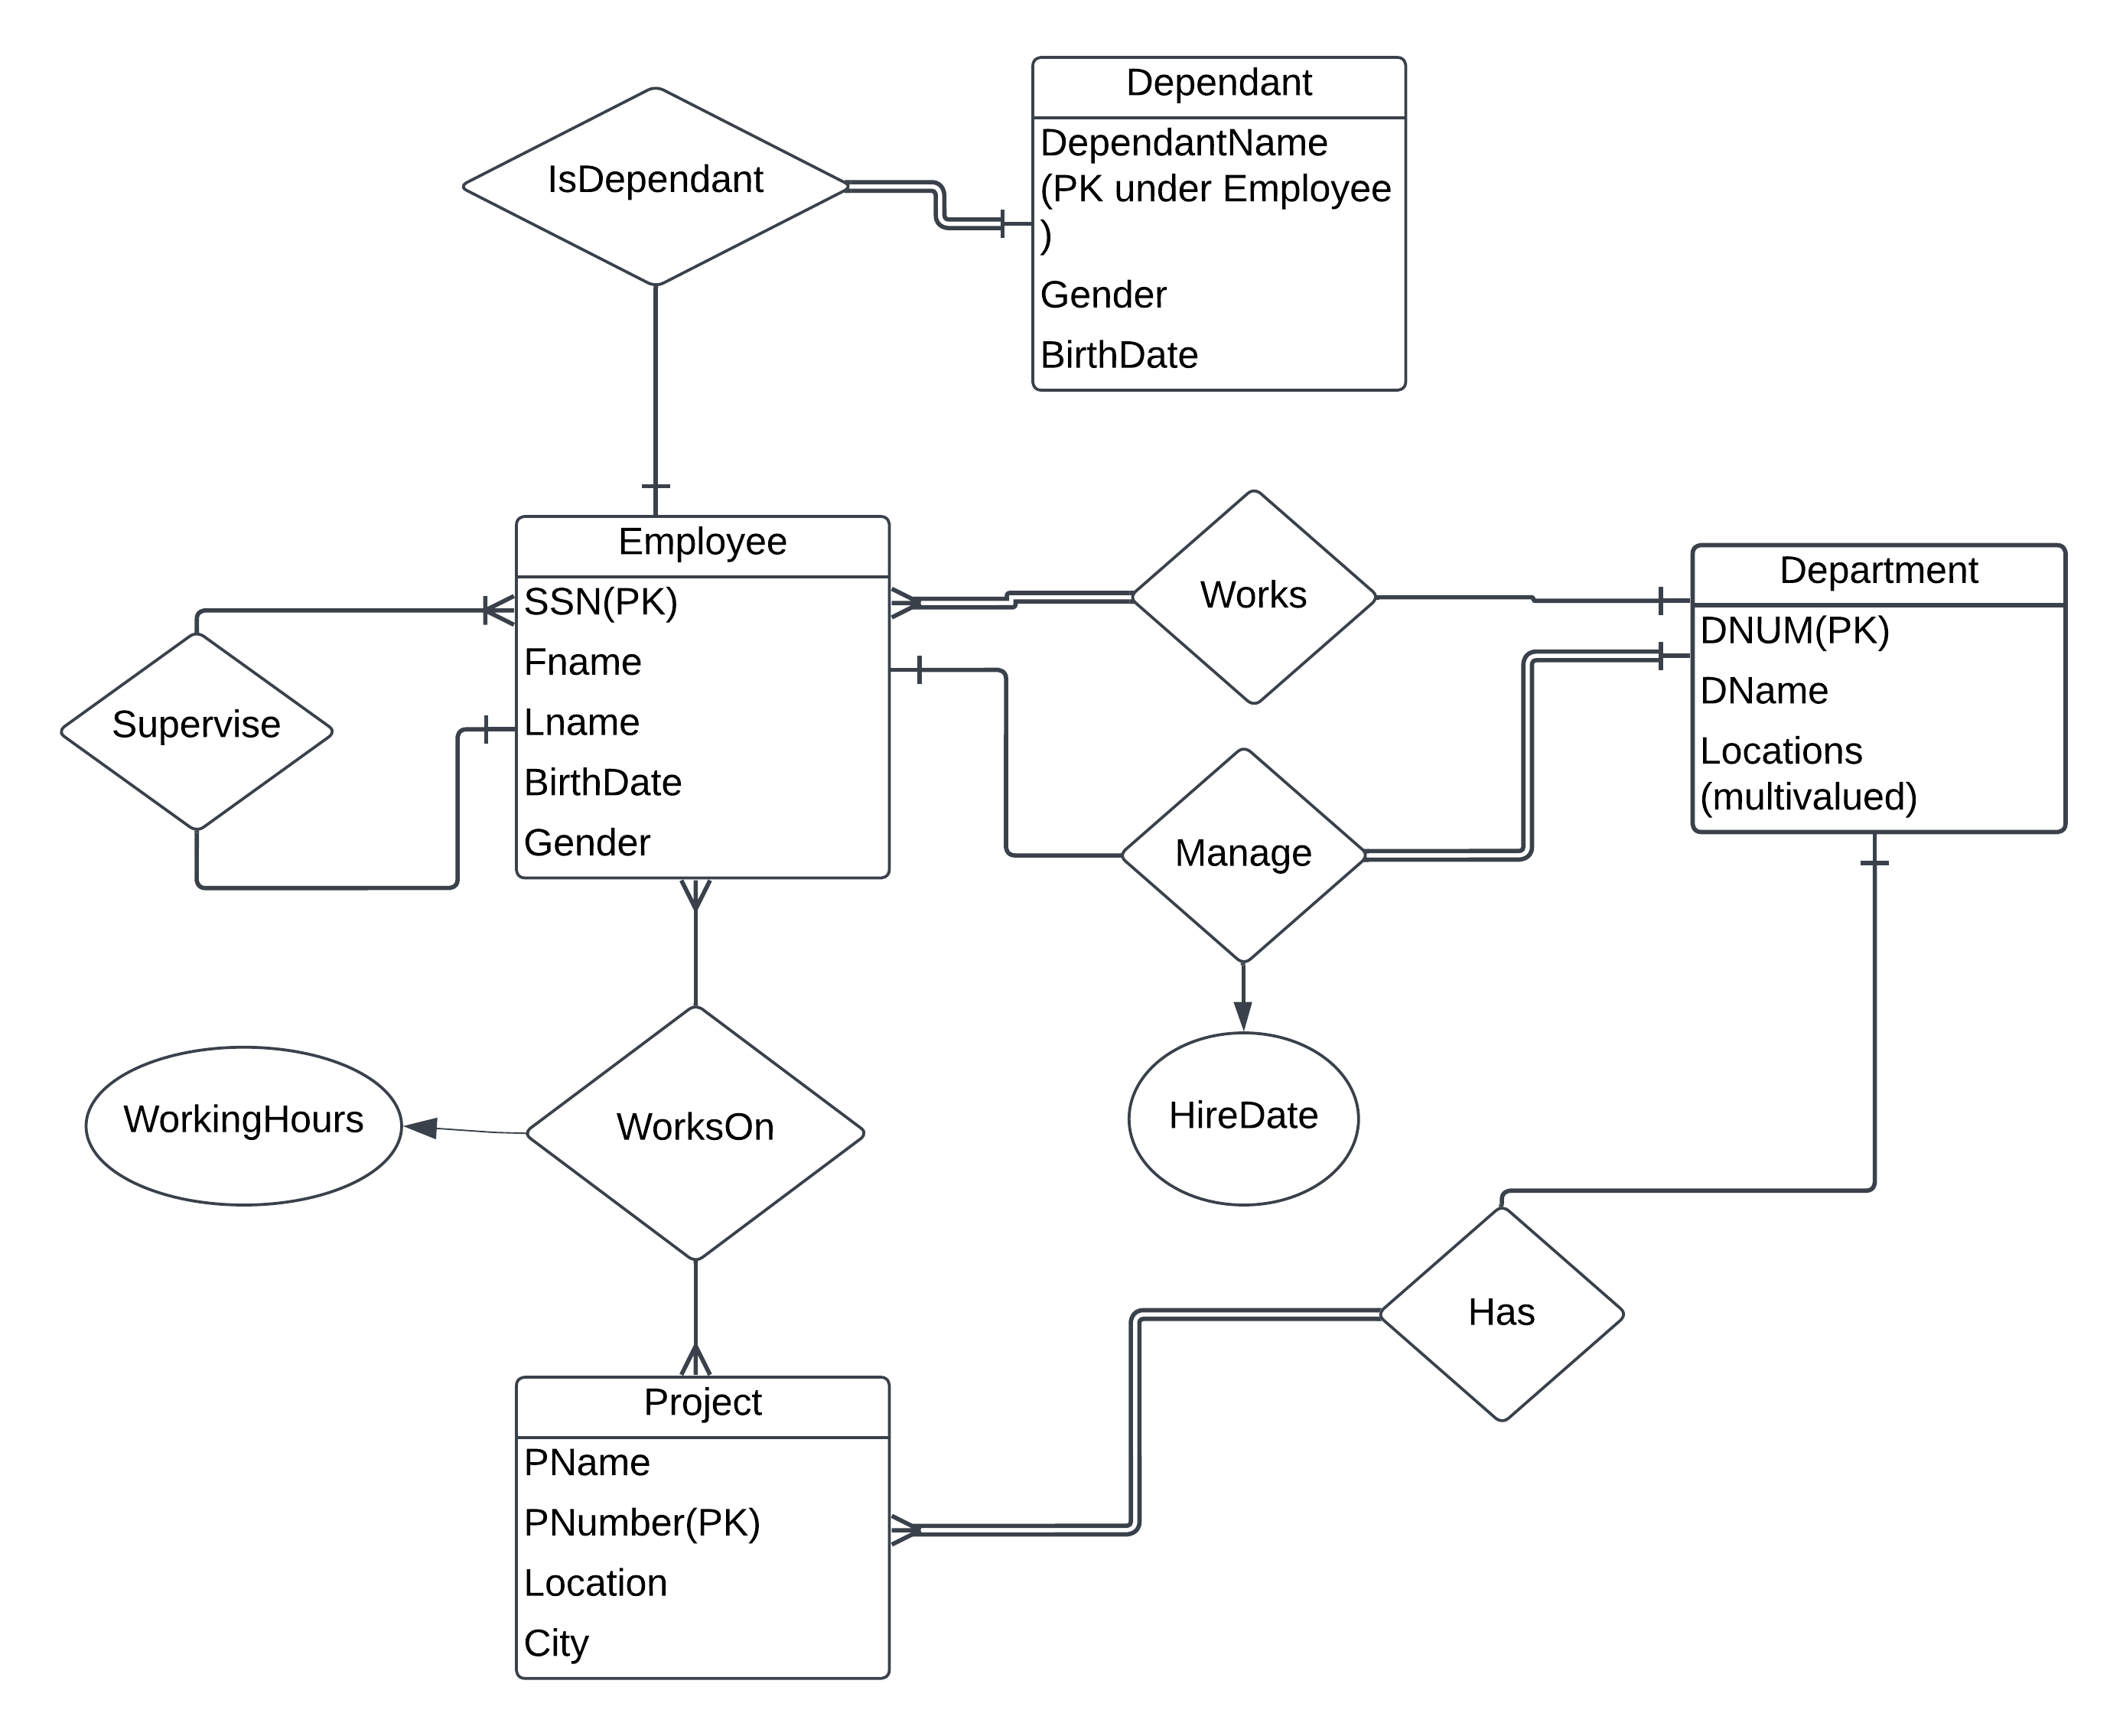 Dependant
DependantName
(PK under Employee
)
Gender
BirthDate
IsDependant
Employee
SSN(PK)
Fname
Lname
BirthDate
Gender
Works
Department
DNUM(PK)
DName
Locations
(multivalued)
Supervise
Manage
WorkingHours
WorksOn
HireDate
Has
Project
PName
PNumber(PK)
Location
City